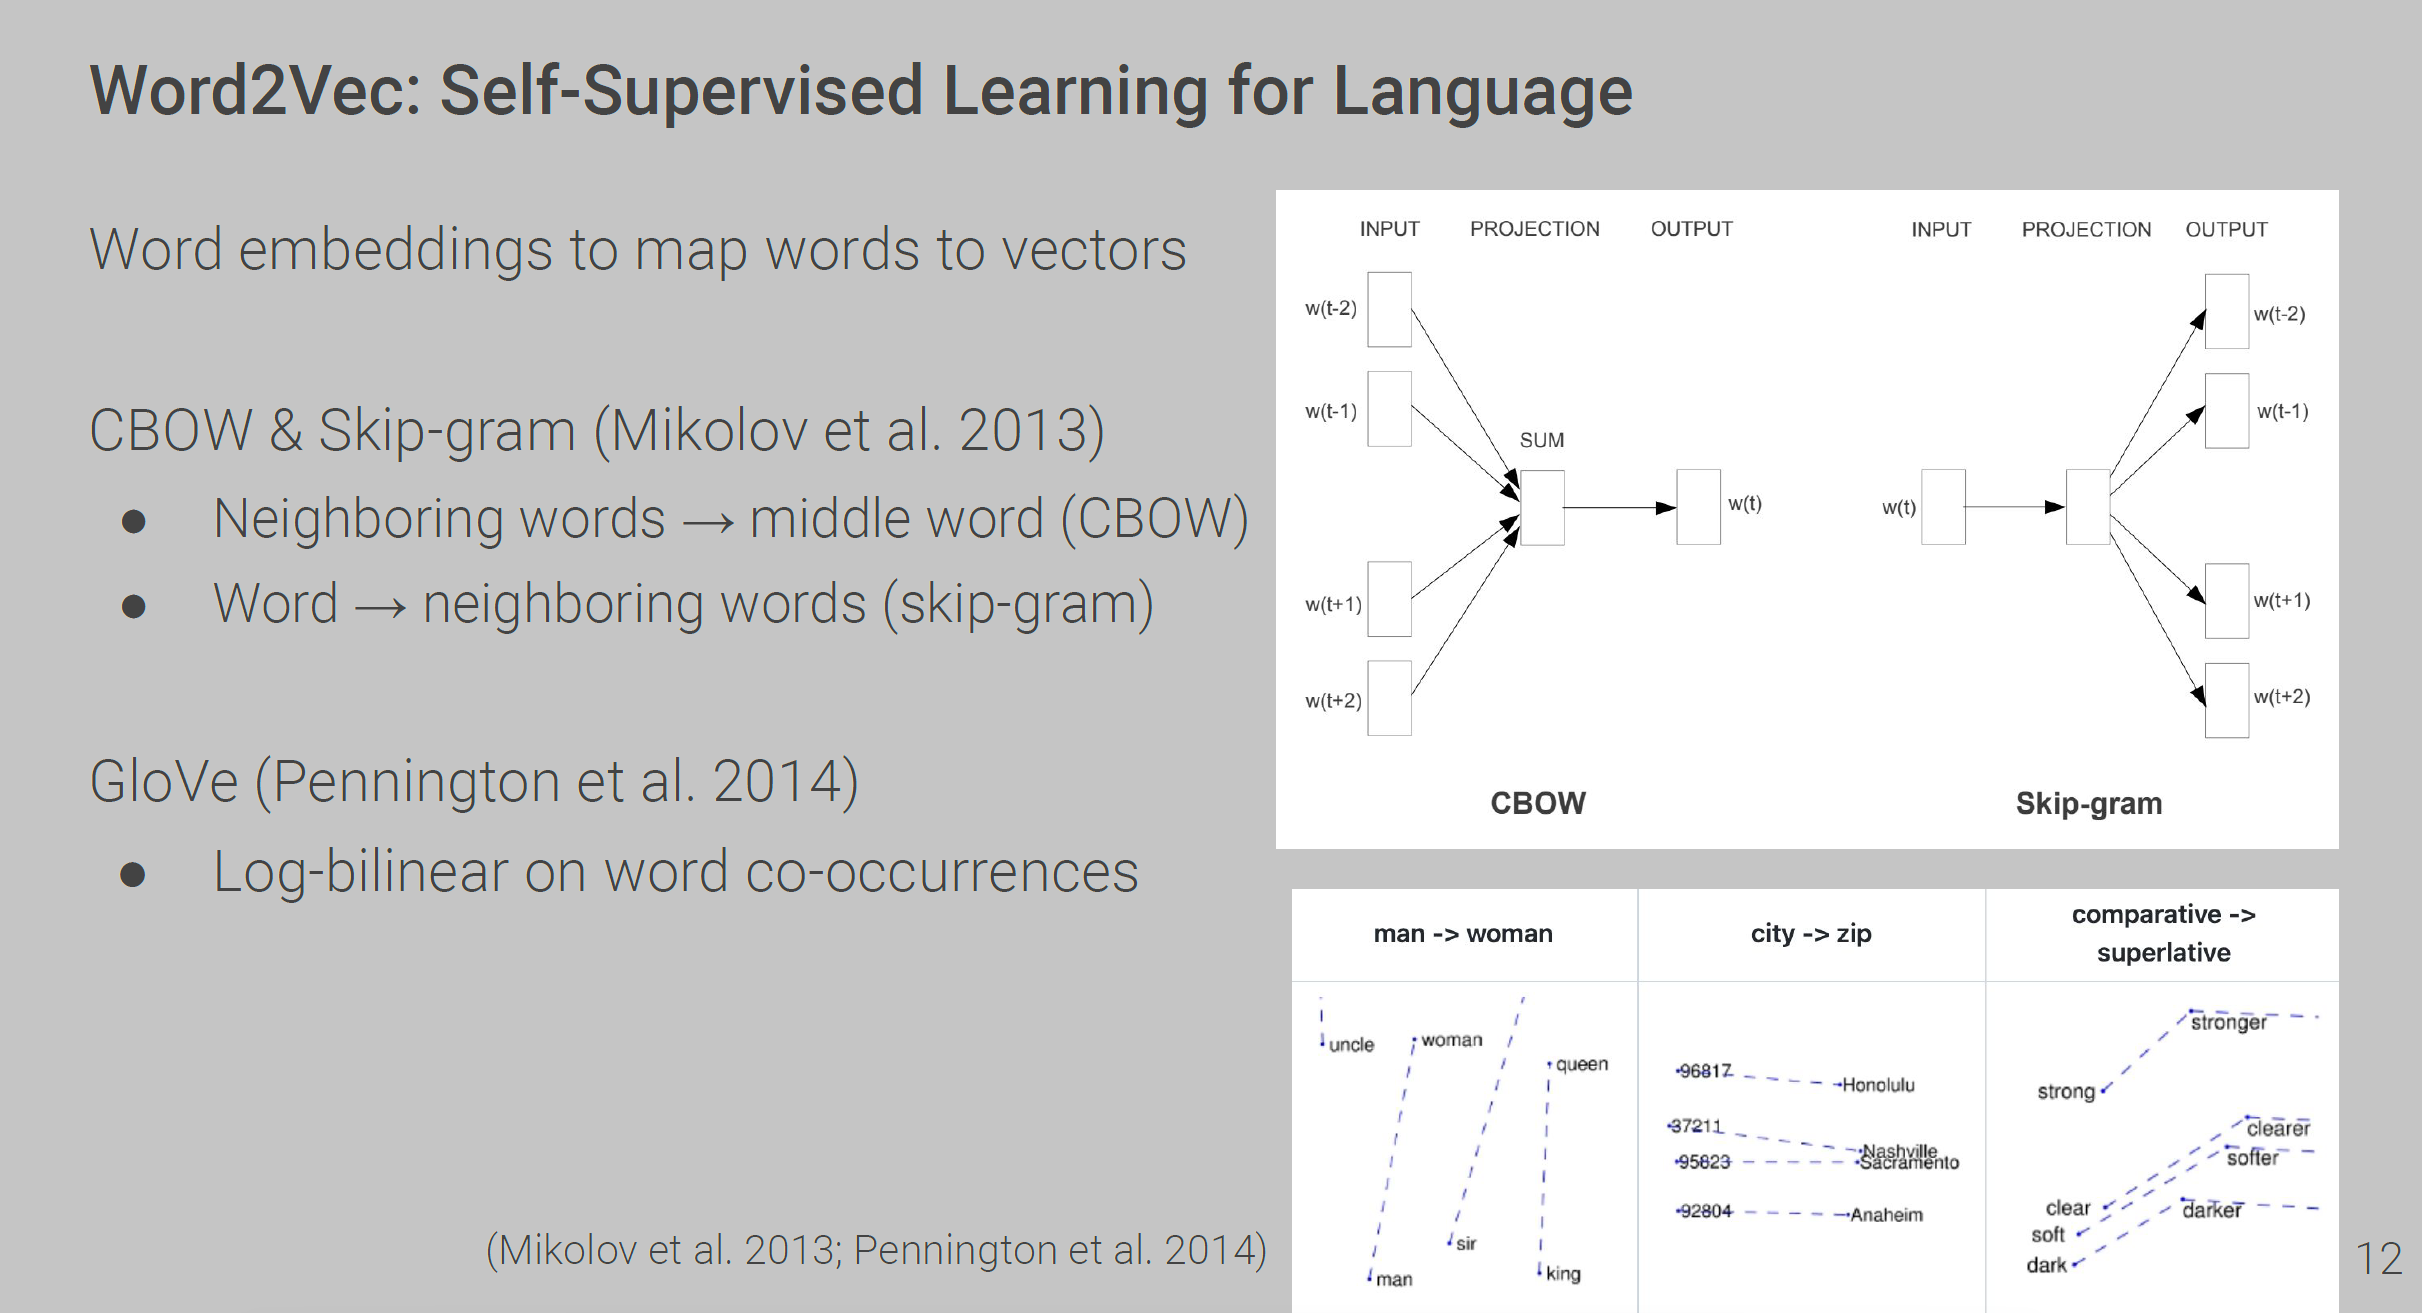 Word2Vec: Self-Supervised Learning for Language
Word embeddings to map words to vectors
CBOW & Skip-gram (Mikolov et al. 2013)
● Neighboring words → middle word (CBOW)
● Word → neighboring words (skip-gram)
GloVe (Pennington et al. 2014)
● Log-bilinear on word co-occurrences
(Mikolov et al. 2013; Pennington et al. 2014)
INPUT PROJECTION OUTPUT
w(t-2)
w(t-1)
SUM
w(t)
w(t+1)
w(t+2)
CBOW
INPUT PROJECTION OUTPUT
w(t-2)
w(t-1)
w(t)
w(t+1)
w(t+2)
Skip-gram
man -> woman
uncle
woman
queen
sir
man
king
city -> zip
96817 Honolulu
37211 Nashville
95823 Sacramento
92804 Anaheim
comparative ->
superlative
stronger
strong
clearer
softer
clear
darker
soft
dark
12